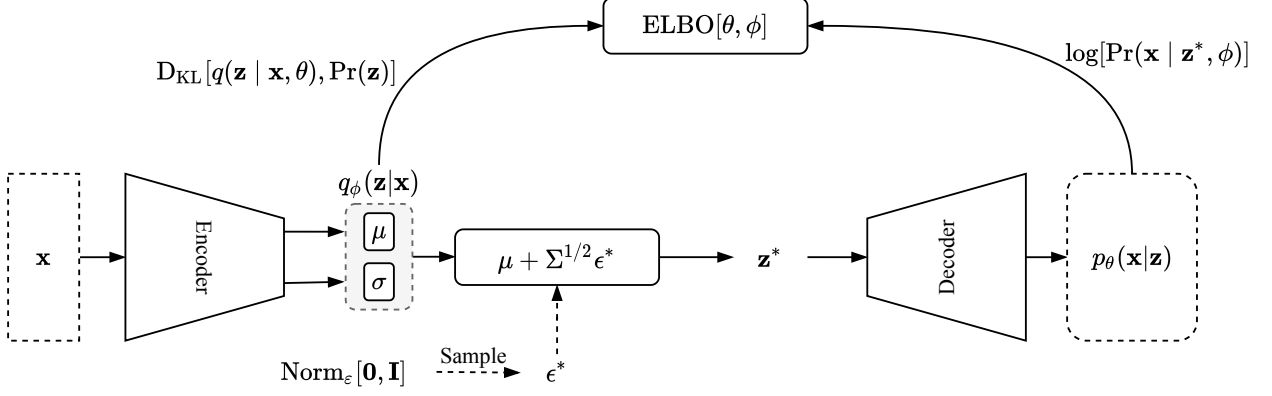 ELBO[θ, ϕ]
D_KL[q(z | x, θ), Pr(z)]
log[Pr(x | z*, ϕ)]
q_ϕ(z|x)
x
Encoder
μ
σ
μ + Σ^{1/2}ϵ*
z*
Decoder
p_θ(x|z)
Norm_ε[0, I]
Sample
ϵ*